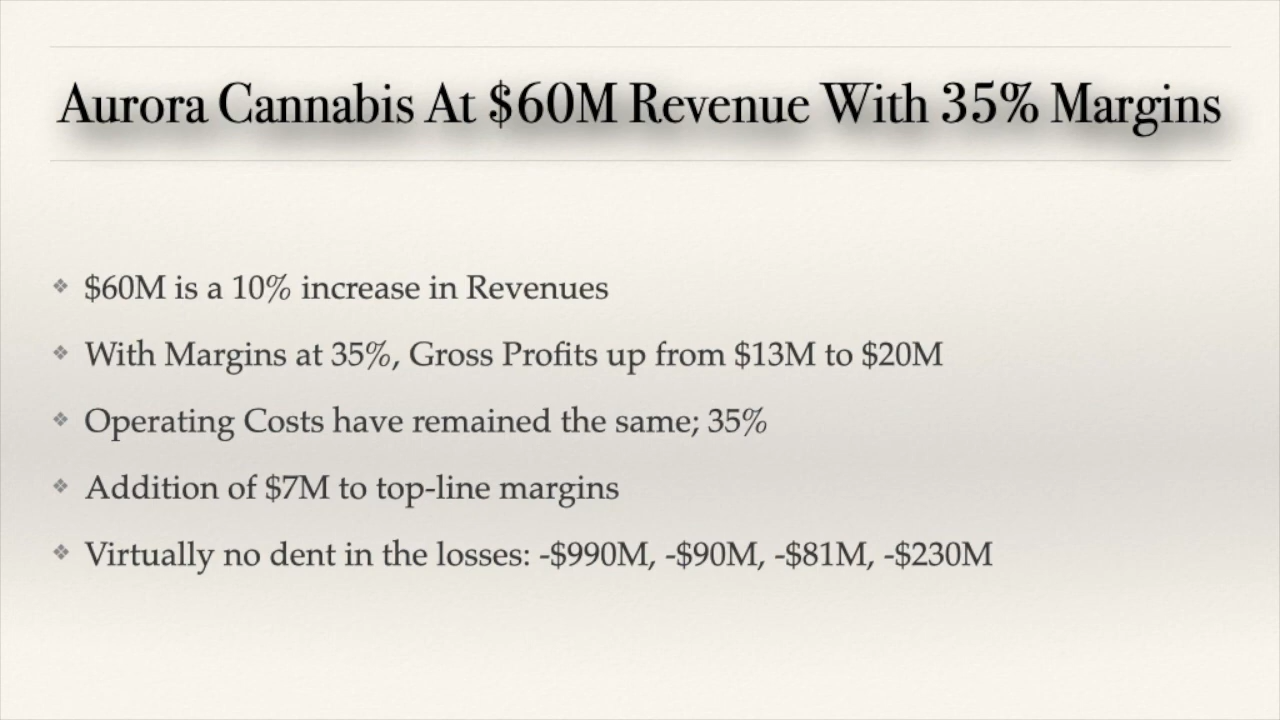 Aurora Cannabis At $60M Revenue With 35% Margins
❖ $60M is a 10% increase in Revenues
❖ With Margins at 35%, Gross Profits up from $13M to $20M
❖ Operating Costs have remained the same; 35%
❖ Addition of $7M to top-line margins
❖ Virtually no dent in the losses: -$990M, -$90M, -$81M, -$230M